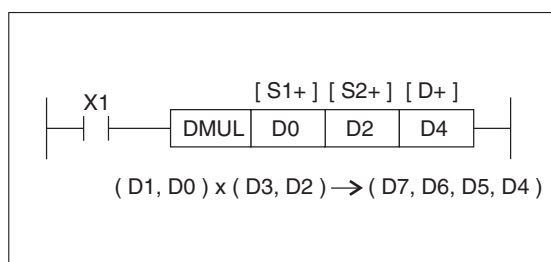 [ S1+ ] [ S2+ ] [ D+ ]
X1
DMUL D0 D2 D4
( D1, D0 ) x ( D3, D2 ) → ( D7, D6, D5, D4 )